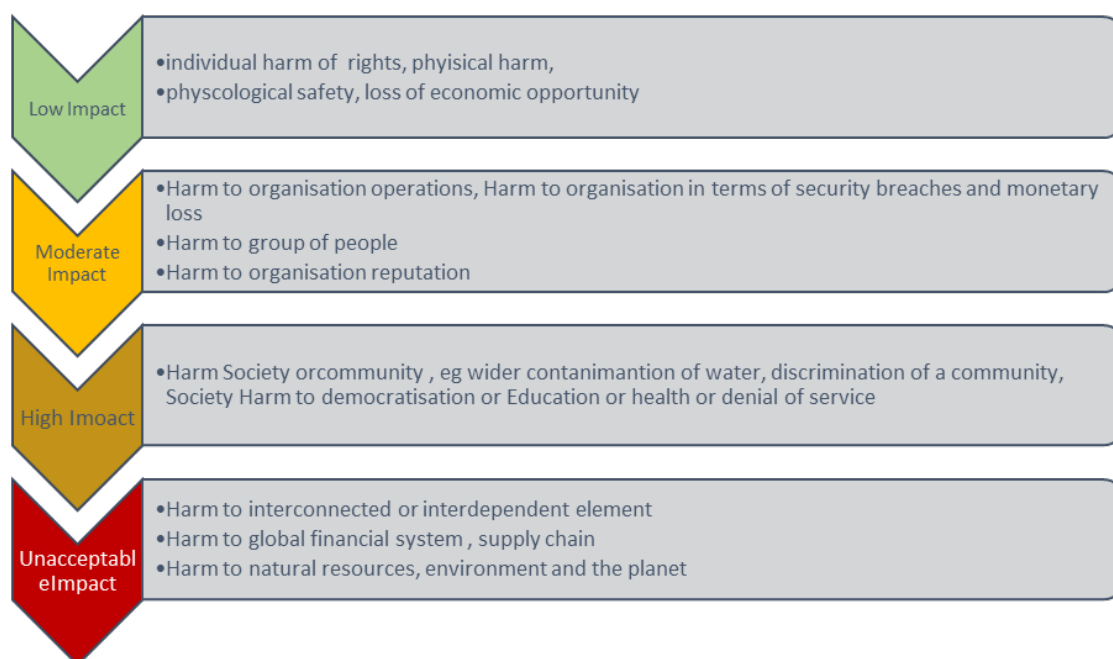 Low Impact
•individual harm of  rights, phyisical harm,
•physcological safety, loss of economic opportunity
Moderate
Impact
•Harm to organisation operations, Harm to organisation in terms of security breaches and monetary
loss
•Harm to group of people
•Harm to organisation reputation
High Imoact
•Harm Society orcommunity , eg wider contanimantion of water, discrimination of a community,
Society Harm to democratisation or Education or health or denial of service
Unacceptabl
eImpact
•Harm to interconnected or interdependent element
•Harm to global financial system , supply chain
•Harm to natural resources, environment and the planet